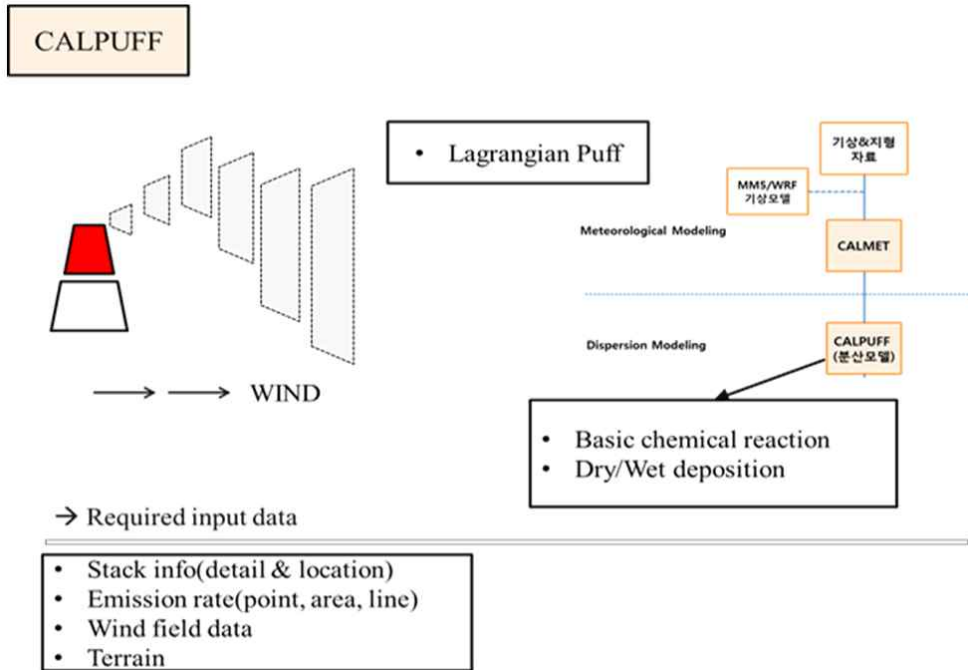 CALPUFF
• Lagrangian Puff
기상&지형
자료
MM5/WRF
기상모델
Meteorological Modeling
CALMET
Dispersion Modeling
CALPUFF
(분산모델)
WIND
• Basic chemical reaction
• Dry/Wet deposition
→ Required input data
• Stack info(detail & location)
• Emission rate(point, area, line)
• Wind field data
• Terrain